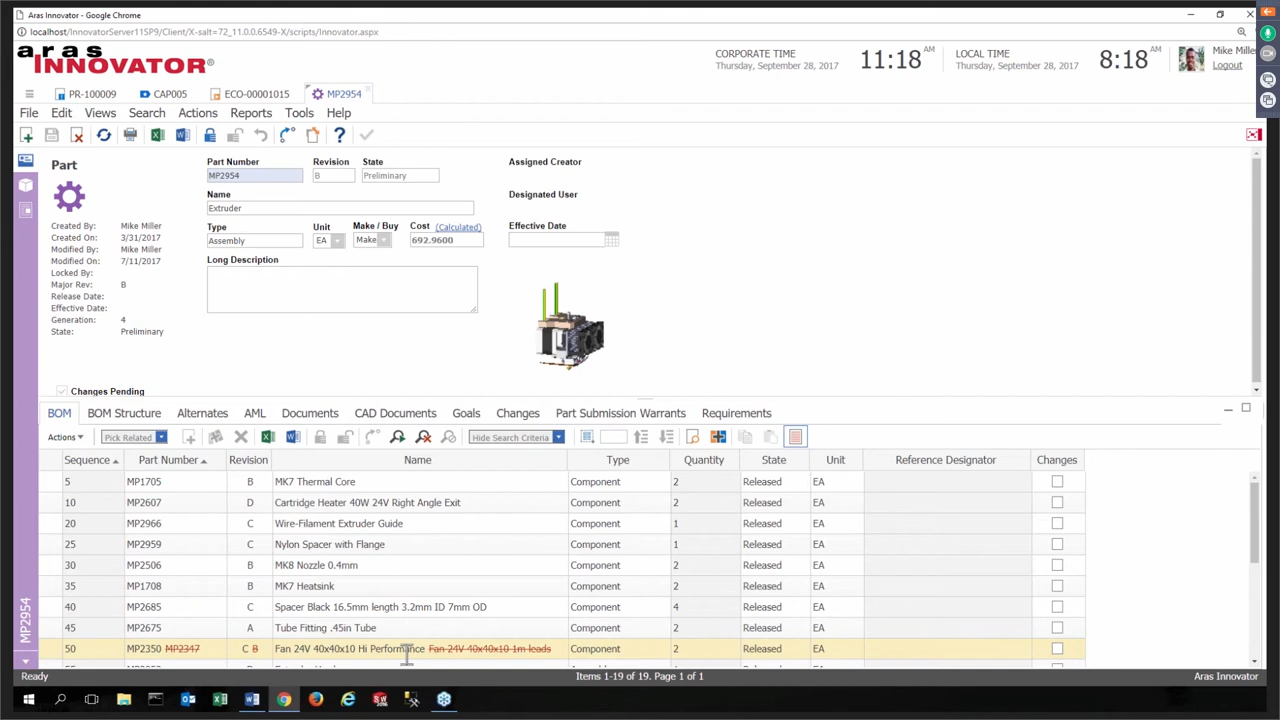 Aras Innovator - Google Chrome
localhost/InnovatorServer11SP9/Client/X-salt=72_11.0.0.6549-X/scripts/Innovator.aspx
aras
INNOVATOR®
CORPORATE TIME
Thursday, September 28, 2017
11:18 AM
LOCAL TIME
Thursday, September 28, 2017
8:18 AM
Mike Miller
Logout
PR-100009 CAP005 ECO-00001015 MP2954
File Edit Views Search Actions Reports Tools Help
Part
Part Number Revision State Assigned Creator
MP2954 B Preliminary
Name Designated User
Extruder
Type Unit Make / Buy Cost (Calculated) Effective Date
Assembly EA Make 692.9600
Long Description
Created By: Mike Miller
Created On: 3/31/2017
Modified By: Mike Miller
Modified On: 7/11/2017
Locked By:
Major Rev: B
Release Date:
Effective Date:
Generation: 4
State: Preliminary
Changes Pending
BOM BOM Structure Alternates AML Documents CAD Documents Goals Changes Part Submission Warrants Requirements
Actions Pick Related Hide Search Criteria
Sequence Part Number Revision Name Type Quantity State Unit Reference Designator Changes
5 MP1705 B MK7 Thermal Core Component 2 Released EA
10 MP2607 D Cartridge Heater 40W 24V Right Angle Exit Component 2 Released EA
20 MP2966 C Wire-Filament Extruder Guide Component 1 Released EA
25 MP2959 C Nylon Spacer with Flange Component 1 Released EA
30 MP2506 B MK8 Nozzle 0.4mm Component 2 Released EA
35 MP1708 B MK7 Heatsink Component 2 Released EA
40 MP2685 C Spacer Black 16.5mm length 3.2mm ID 7mm OD Component 4 Released EA
45 MP2675 A Tube Fitting .45in Tube Component 2 Released EA
50 MP2350 MP2347 C B Fan 24V 40x40x10 Hi Performance Fan 24V 40x40x10 1m leads Component 2 Released EA
MP2954
Ready Items 1-19 of 19. Page 1 of 1 Aras Innovator